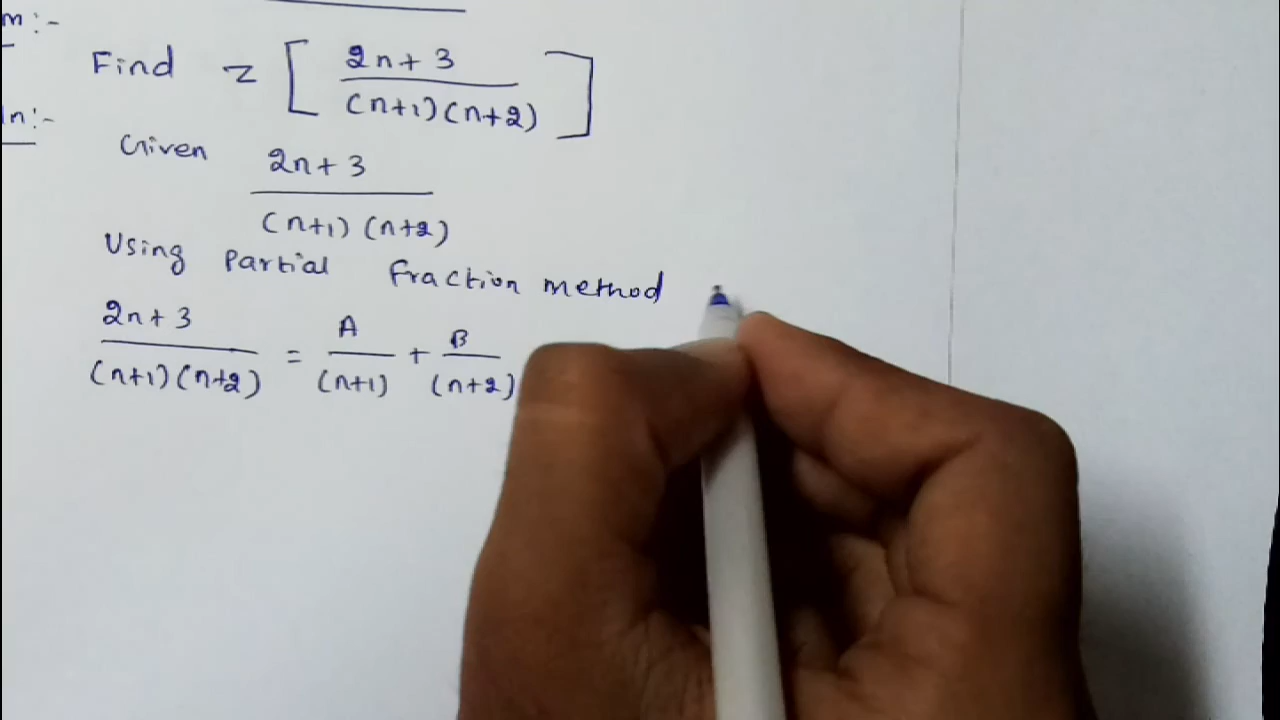 m:-
Find z [ 2n+3 / (n+1)(n+2) ]
ln:-
Given 2n+3 / (n+1)(n+2)
Using Partial fraction method
2n+3 / (n+1)(n+2) = A / (n+1) + B / (n+2)